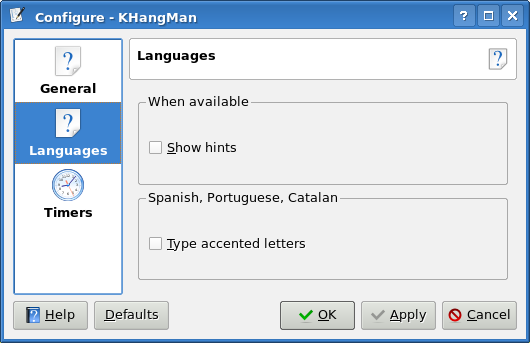 Configure - KHangMan
General
Languages
Timers
Languages
When available
Show hints
Spanish, Portuguese, Catalan
Type accented letters
Help
Defaults
OK
Apply
Cancel